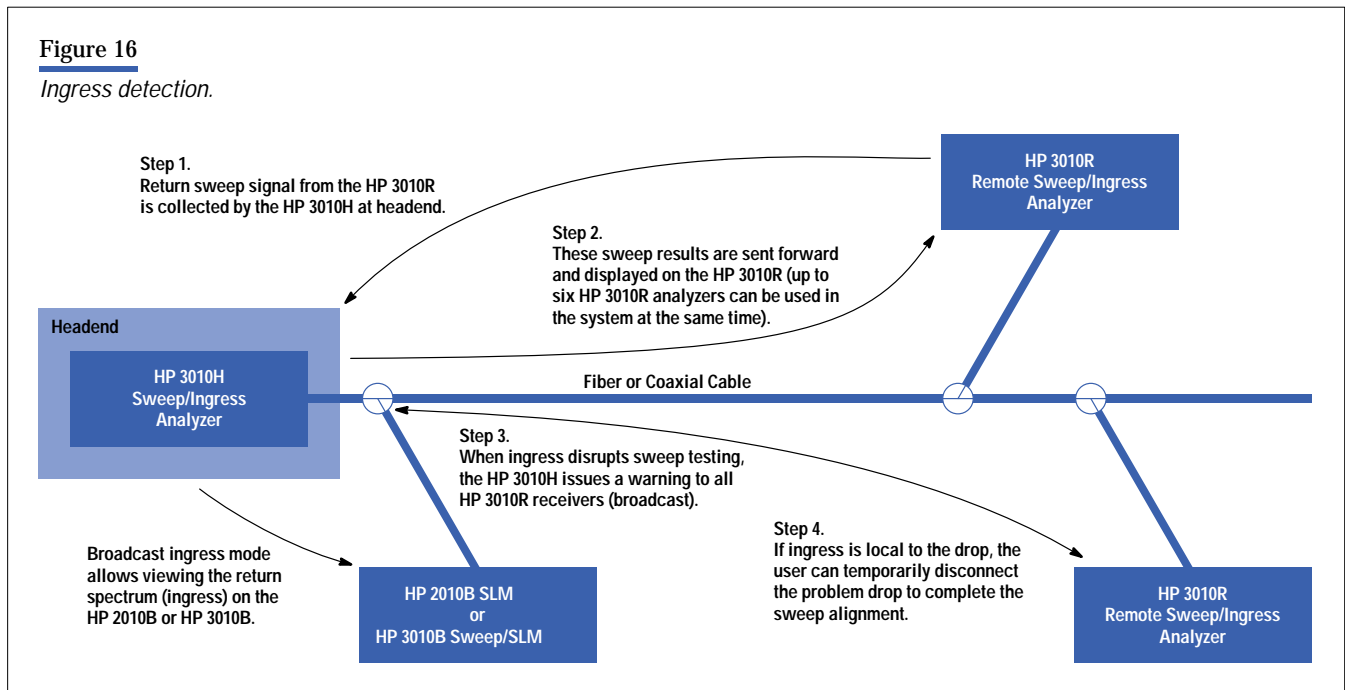 Figure 16
Ingress detection.
Step 1.
Return sweep signal from the HP 3010R
is collected by the HP 3010H at headend.
HP 3010R
Remote Sweep/Ingress
Analyzer
Step 2.
These sweep results are sent forward
and displayed on the HP 3010R (up to
six HP 3010R analyzers can be used in
the system at the same time).
Headend
HP 3010H
Sweep/Ingress
Analyzer
Fiber or Coaxial Cable
Step 3.
When ingress disrupts sweep testing,
the HP 3010H issues a warning to all
HP 3010R receivers (broadcast).
Step 4.
If ingress is local to the drop, the
user can temporarily disconnect
the problem drop to complete the
sweep alignment.
Broadcast ingress mode
allows viewing the return
spectrum (ingress) on the
HP 2010B or HP 3010B.
HP 2010B SLM
or
HP 3010B Sweep/SLM
HP 3010R
Remote Sweep/Ingress
Analyzer